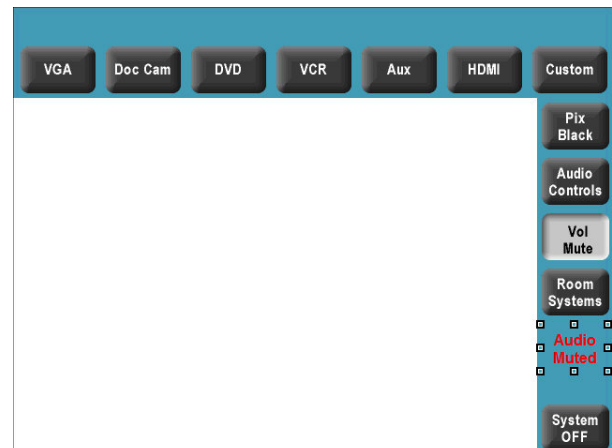 VGA Doc Cam DVD VCR Aux HDMI Custom
Pix
Black
Audio
Controls
Vol
Mute
Room
Systems
Audio
Muted
System
OFF